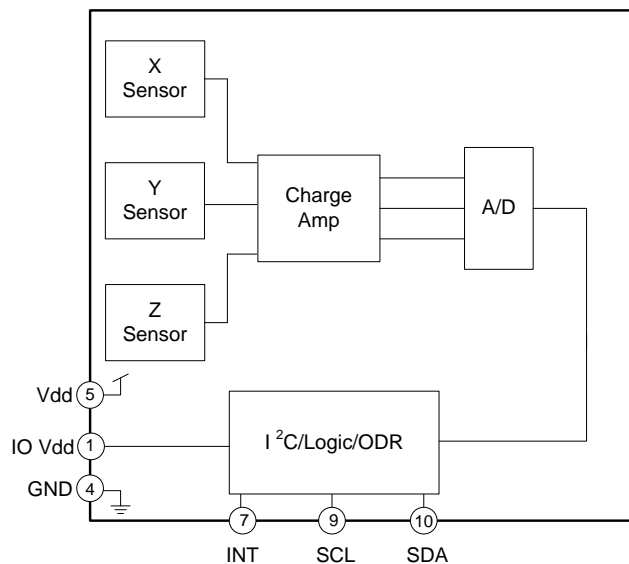 X
Sensor
Y
Sensor
Charge
Amp
A/D
Z
Sensor
Vdd
5
IO Vdd
1
I ²C/Logic/ODR
GND
4
7
9
10
INT
SCL
SDA